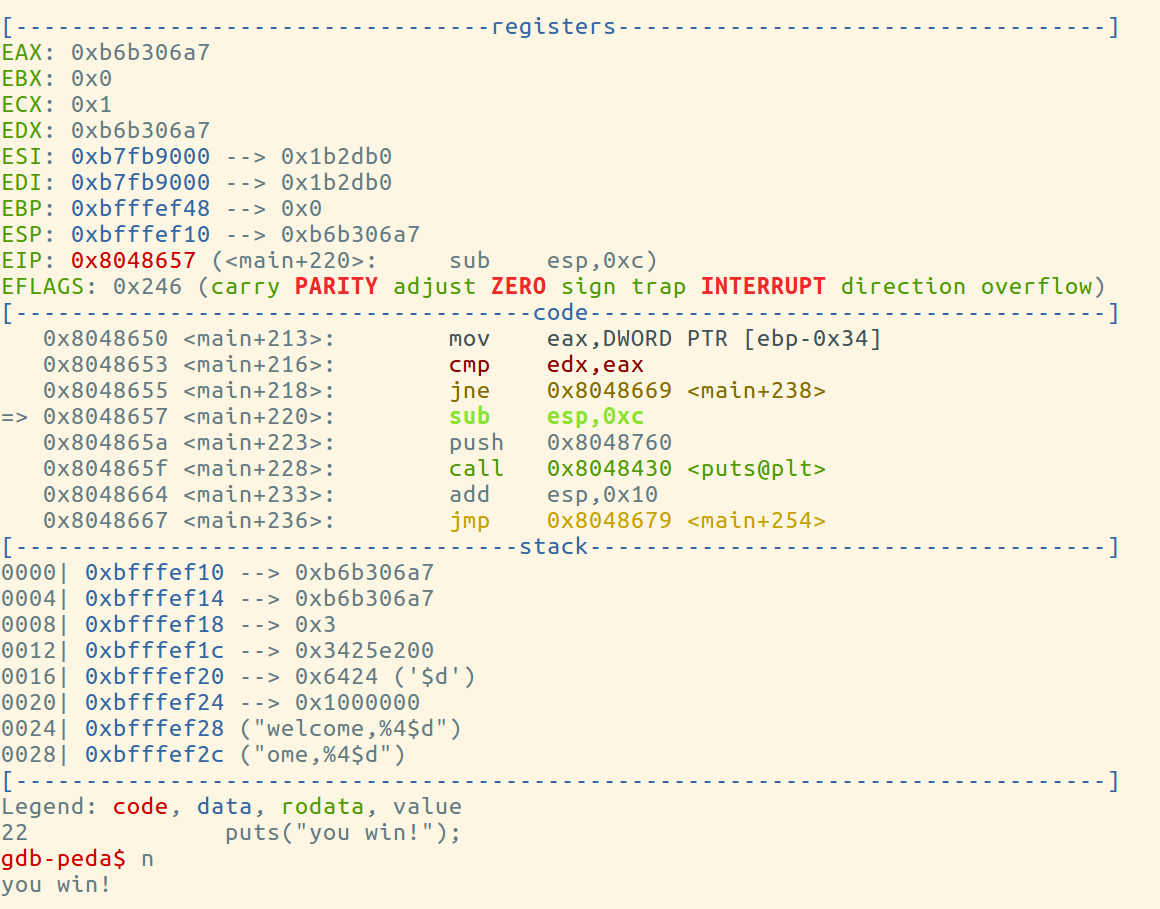 [----------------------------------registers-----------------------------------]
EAX: 0xb6b306a7
EBX: 0x0
ECX: 0x1
EDX: 0xb6b306a7
ESI: 0xb7fb9000 --> 0x1b2db0
EDI: 0xb7fb9000 --> 0x1b2db0
EBP: 0xbfffef48 --> 0x0
ESP: 0xbfffef10 --> 0xb6b306a7
EIP: 0x8048657 (<main+220>:     sub    esp,0xc)
EFLAGS: 0x246 (carry PARITY adjust ZERO sign trap INTERRUPT direction overflow)
[-------------------------------------code-------------------------------------]
   0x8048650 <main+213>:        mov    eax,DWORD PTR [ebp-0x34]
   0x8048653 <main+216>:        cmp    edx,eax
   0x8048655 <main+218>:        jne    0x8048669 <main+238>
=> 0x8048657 <main+220>:        sub    esp,0xc
   0x804865a <main+223>:        push   0x8048760
   0x804865f <main+228>:        call   0x8048430 <puts@plt>
   0x8048664 <main+233>:        add    esp,0x10
   0x8048667 <main+236>:        jmp    0x8048679 <main+254>
[------------------------------------stack-------------------------------------]
0000| 0xbfffef10 --> 0xb6b306a7
0004| 0xbfffef14 --> 0xb6b306a7
0008| 0xbfffef18 --> 0x3
0012| 0xbfffef1c --> 0x3425e200
0016| 0xbfffef20 --> 0x6424 ('$d')
0020| 0xbfffef24 --> 0x1000000
0024| 0xbfffef28 ("welcome,%4$d")
0028| 0xbfffef2c ("ome,%4$d")
[------------------------------------------------------------------------------]
Legend: code, data, rodata, value
22              puts("you win!");
gdb-peda$ n
you win!